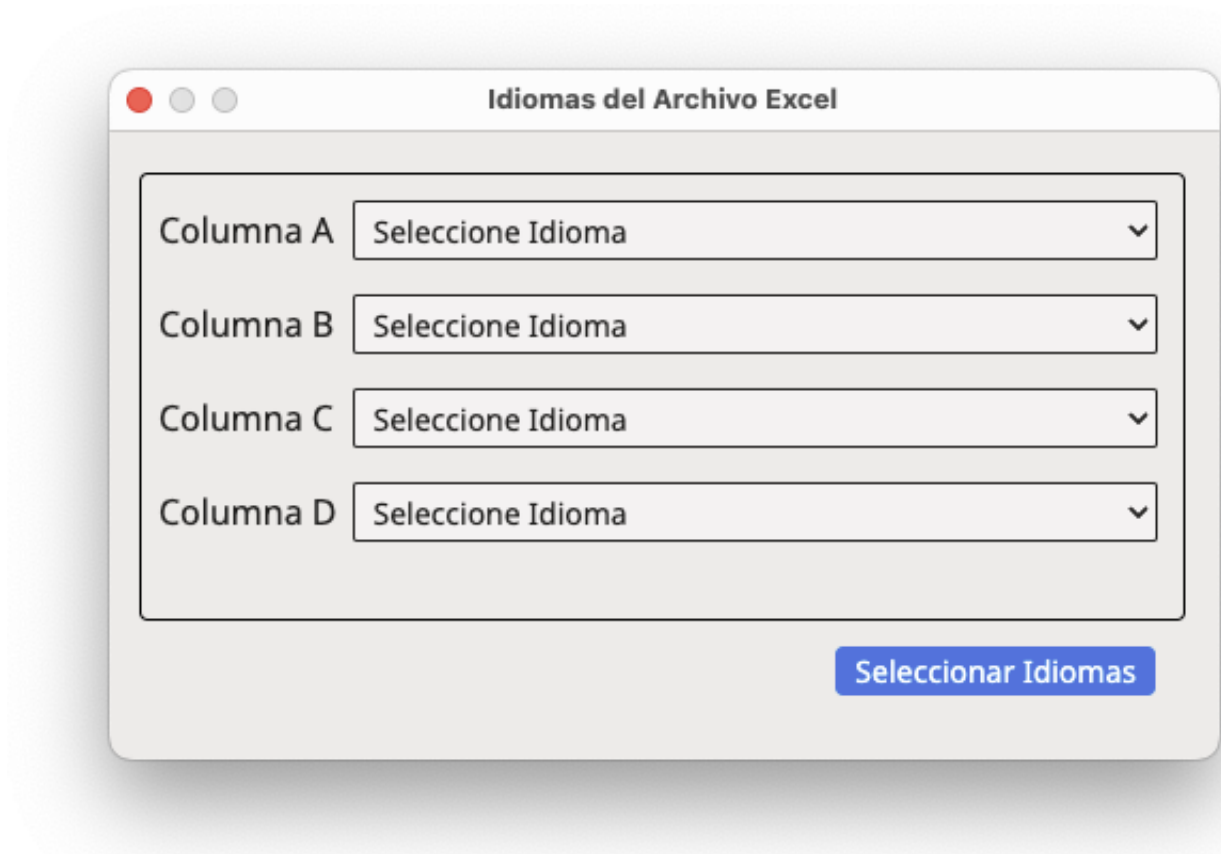 Idiomas del Archivo Excel
Columna A Seleccione Idioma
Columna B Seleccione Idioma
Columna C Seleccione Idioma
Columna D Seleccione Idioma
Seleccionar Idiomas